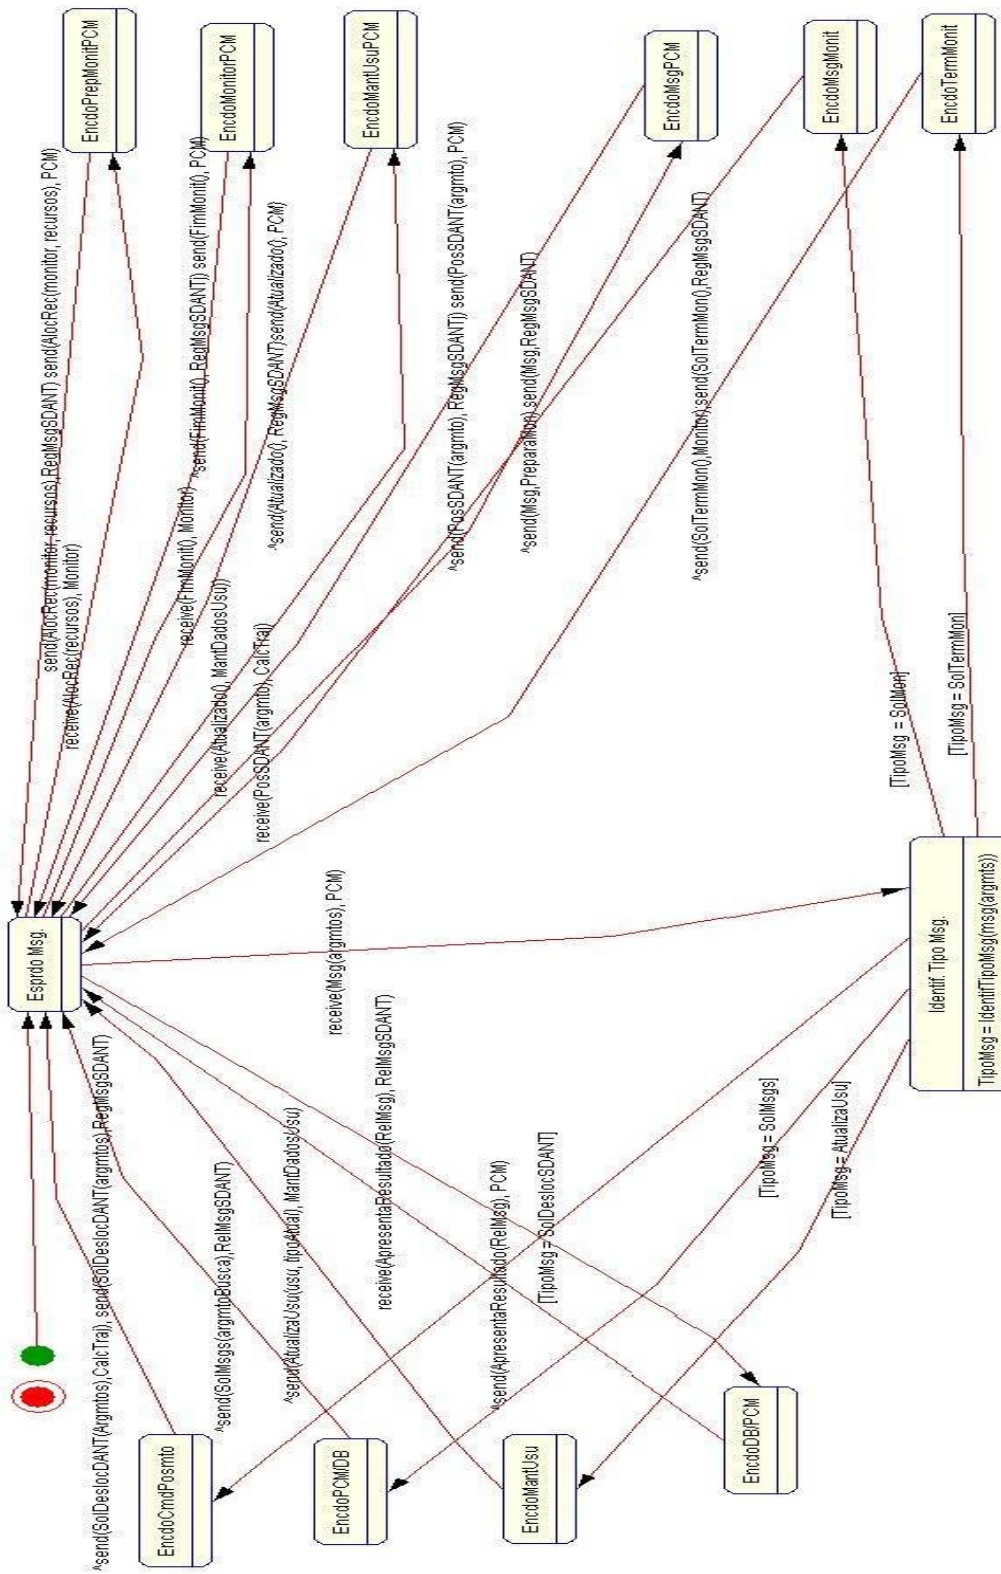 EncdoPrepMonitPCM
EncdoMonitorPCM
EncdoMantUsuPCM
EncdoMsgPCM
EncdoMsgMonit
EncdoTermMonit
send(AlocRec(monitor, recursos),RegMsgSDANT) send(AlocRec(monitor, recursos), PCM)
receive(AlocRec(recursos), Monitor)
^send(FimMonit(), RegMsgSDANT)) send(FimMonit(), PCM)
receive(FimMonit(), Monitor)
^send(Atualizado(), RegMsgSDANT)send(Atualizado(), PCM)
receive(Atualizado(), MantDadosUsu))
^send(PosSDANT(argmto), RegMsgSDANT)) send(PosSDANT(argmto), PCM)
receive(PosSDANT(argmto), CalcTraj)
^send(Msg,PreparaMon),send(Msg,RegMsgSDANT)
^send(SolTermMon(),Monitor);send(SolTermMon(),RegMsgSDANT)
[TipoMsg = SolMon]
[TipoMsg = SolTermMon]
Esprdo Msg.
receive(Msg(argmtos), PCM)
Identif. Tipo Msg.
TipoMsg = IdentifTipoMsg(msg(argmts))
^send(SolDeslocDANT(Argmtos),CalcTraj), send(SolDeslocDANT(argmtos),RegMsgSDANT)
^send(SolMsgs(argmtoBusca),RelMsgSDANT)
^send(AtualizaUsu(usu, tipoAtual), MantDadosUsu)
receive(ApresentaResultado(RelMsg), RelMsgSDANT)
^send(ApresentaResultado(RelMsg), PCM)
[TipoMsg = SolDeslocSDANT]
[TipoMsg = SolMsgs]
[TipoMsg = AtualizaUsu]
EncdoCmdPosmto
EncdoPCM/DB
EncdoMantUsu
EncdoDB/PCM